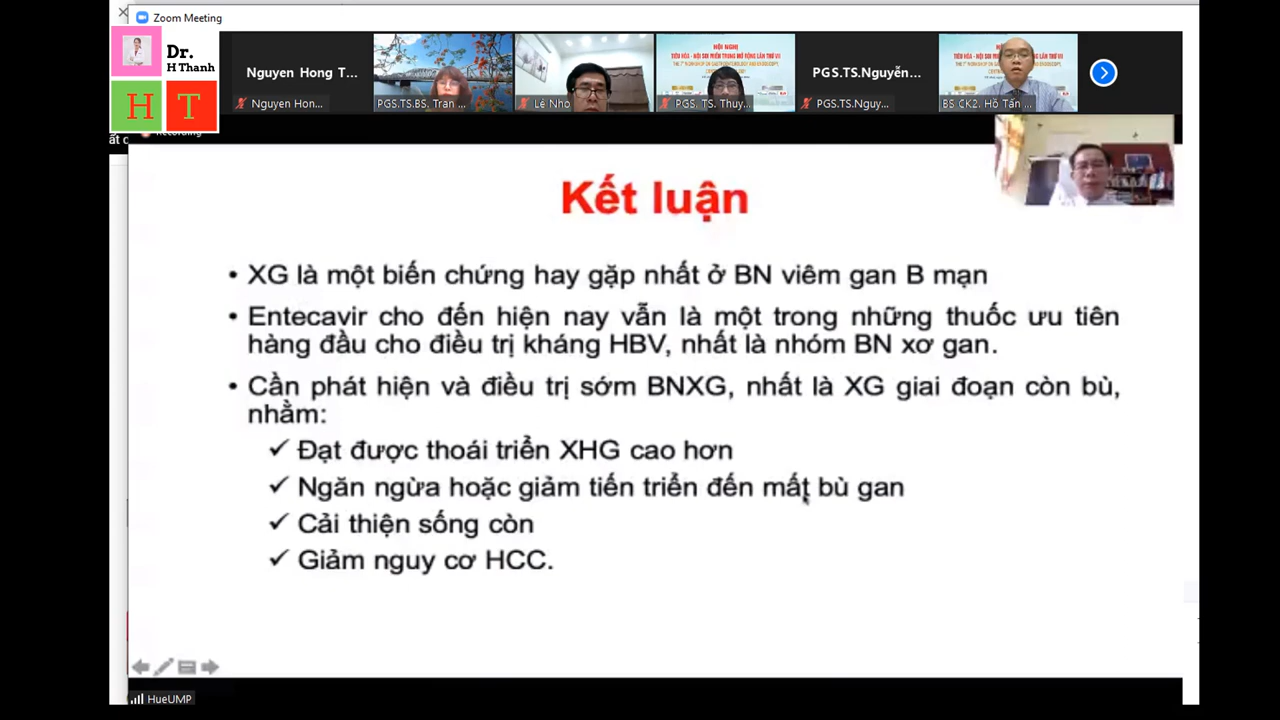 Zoom Meeting
Dr.
H Thanh
H T
Nguyen Hong T...
PGS.TS.Nguyễn...
HỘI NGHỊ
HỘI NGHỊ
Nguyen Hon...
PGS.TS.BS. Tran ...
Lê Nho
PGS. TS. Thuy...
PGS.TS.Nguy...
BS CK2. Hồ Tấn ...
Kết luận
• XG là một biến chứng hay gặp nhất ở BN viêm gan B mạn
• Entecavir cho đến hiện nay vẫn là một trong những thuốc ưu tiên
hàng đầu cho điều trị kháng HBV, nhất là nhóm BN xơ gan.
• Cần phát hiện và điều trị sớm BNXG, nhất là XG giai đoạn còn bù,
nhằm:
✓ Đạt được thoái triển XHG cao hơn
✓ Ngăn ngừa hoặc giảm tiến triển đến mất bù gan
✓ Cải thiện sống còn
✓ Giảm nguy cơ HCC.
HueUMP